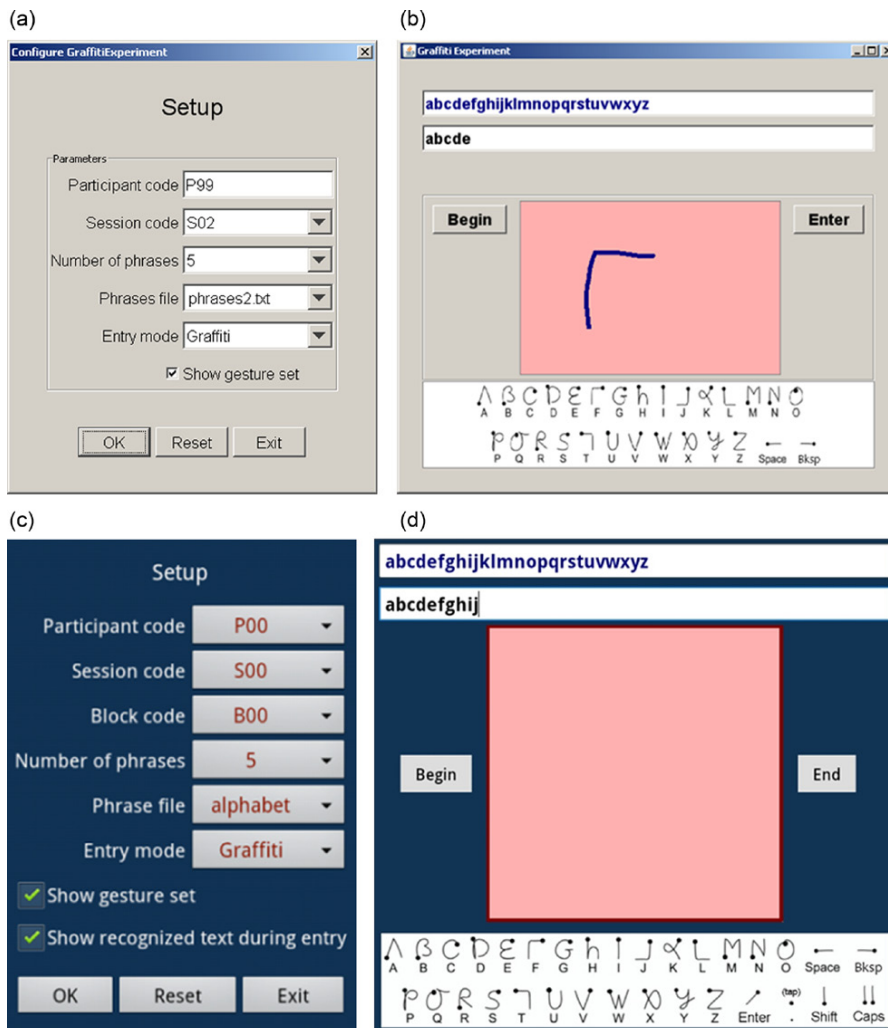 (a)
Configure GraffitiExperiment
Setup
Parameters
Participant code P99
Session code S02
Number of phrases 5
Phrases file phrases2.txt
Entry mode Graffiti
Show gesture set
OK Reset Exit
(b)
Graffiti Experiment
abcdefghijklmnopqrstuvwxyz
abcde
Begin Enter
A B C D E F G H I J K L M N O
P Q R S T U V W X Y Z Space Bksp
(c)
Setup
Participant code P00
Session code S00
Block code B00
Number of phrases 5
Phrase file alphabet
Entry mode Graffiti
Show gesture set
Show recognized text during entry
OK Reset Exit
(d)
abcdefghijklmnopqrstuvwxyz
abcdefghij
Begin End
A B C D E F G H I J K L M N O Space Bksp
(tap)
P Q R S T U V W X Y Z Enter . Shift Caps